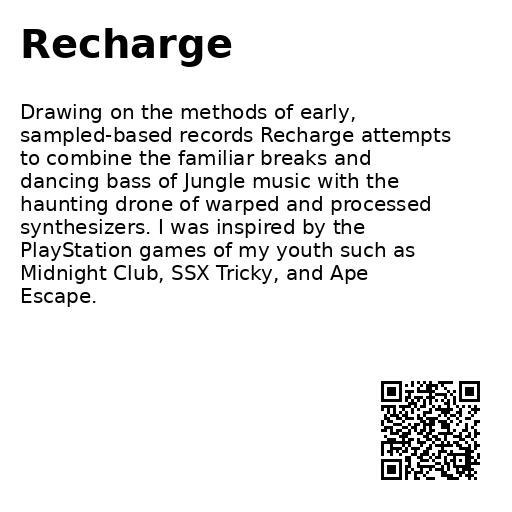 Recharge
Drawing on the methods of early,
sampled-based records Recharge attempts
to combine the familiar breaks and
dancing bass of Jungle music with the
haunting drone of warped and processed
synthesizers. I was inspired by the
PlayStation games of my youth such as
Midnight Club, SSX Tricky, and Ape
Escape.